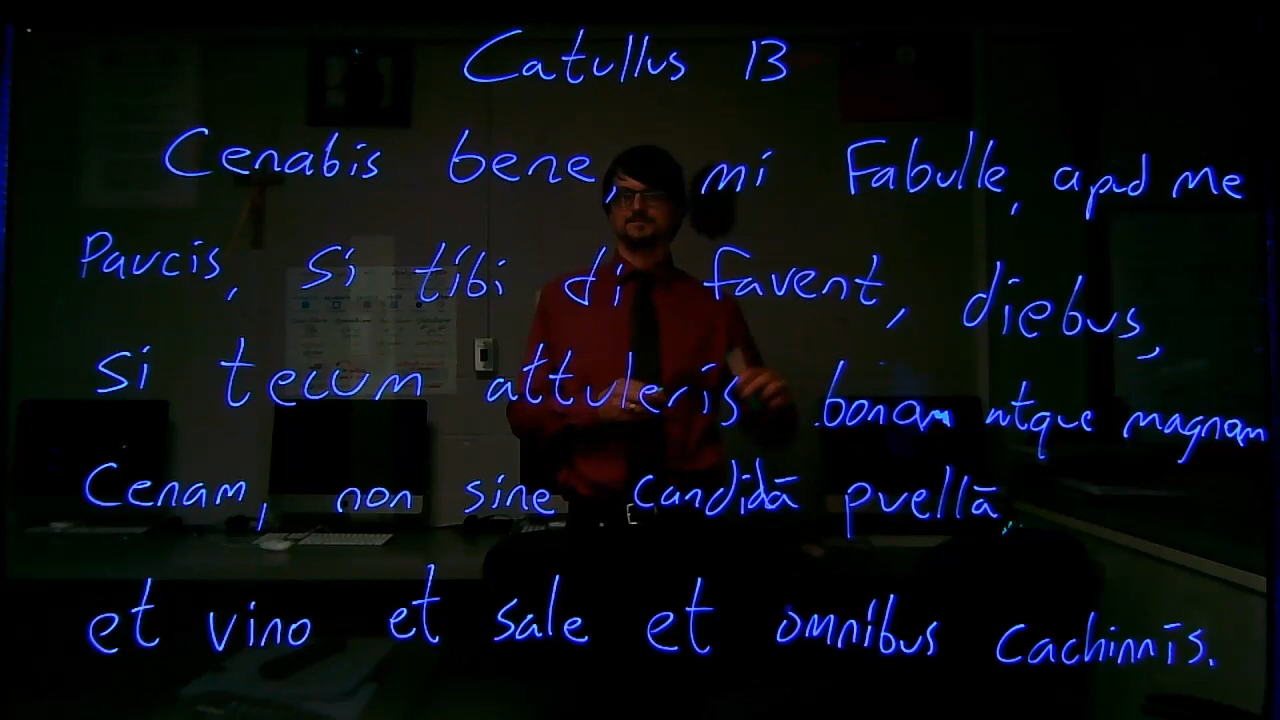 Catullus 13
Cenabis bene, mi Fabulle, apud me
Paucis, si tibi di favent, diebus,
si tecum attuleris bonam atque magnam
Cenam, non sine candidā puellā,
et vino et sale et omnibus cachinnis.